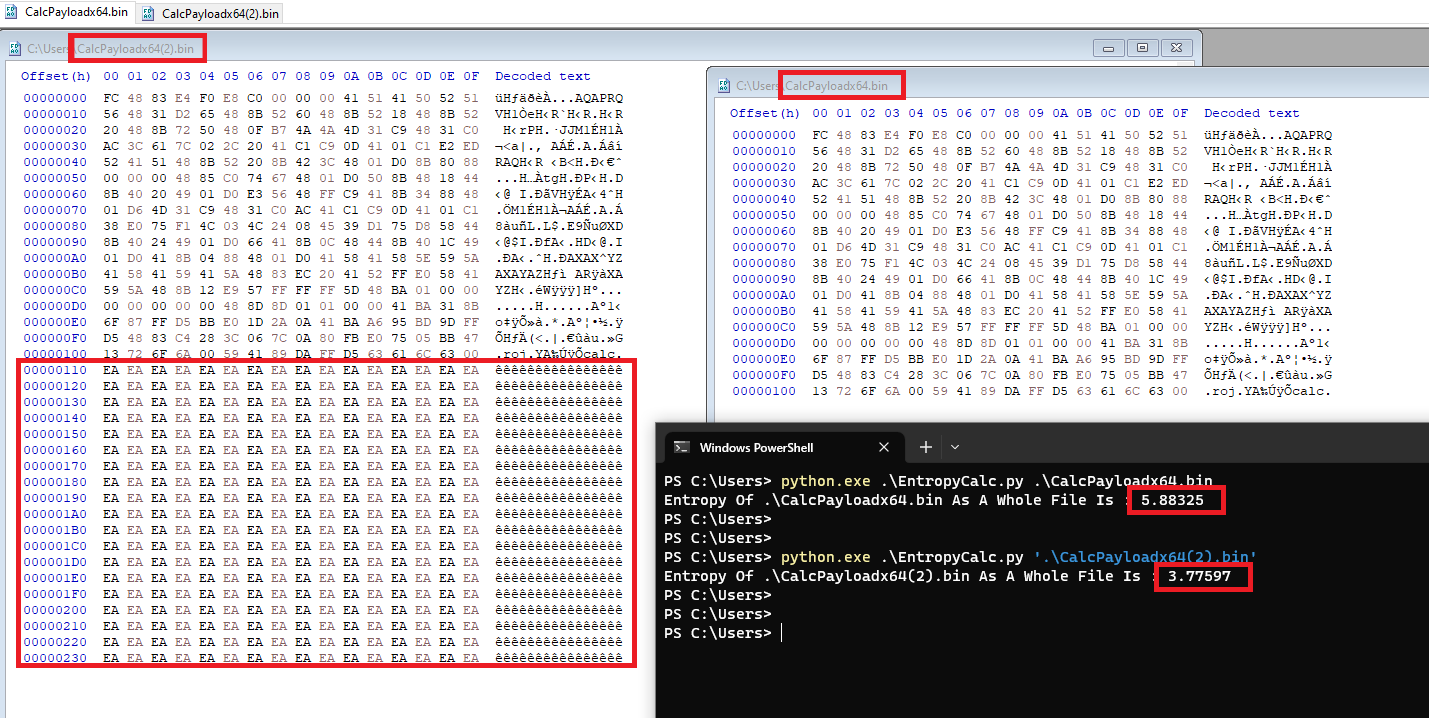 CalcPayloadx64.bin
CalcPayloadx64(2).bin
C:\Users\CalcPayloadx64(2).bin
Offset(h) 00 01 02 03 04 05 06 07 08 09 0A 0B 0C 0D 0E 0F Decoded text
00000000 FC 48 83 E4 F0 E8 C0 00 00 00 41 51 41 50 52 51 üHƒäðèÀ...AQAPRQ
00000010 56 48 31 D2 65 48 8B 52 60 48 8B 52 18 48 8B 52 VH1ÒeH‹R`H‹R.H‹R
00000020 20 48 8B 72 50 48 0F B7 4A 4A 4D 31 C9 48 31 C0 H‹rPH.·JJM1ÉH1À
00000030 AC 3C 61 7C 02 2C 20 41 C1 C9 0D 41 01 C1 E2 ED ¬<a|., AÁÉ.A.Áâí
00000040 52 41 51 48 8B 52 20 8B 42 3C 48 01 D0 8B 80 88 RAQH‹R ‹B<H.Ð‹€ˆ
00000050 00 00 00 48 85 C0 74 67 48 01 D0 50 8B 48 18 44 ...H…ÀtgH.ÐP‹H.D
00000060 8B 40 20 49 01 D0 E3 56 48 FF C9 41 8B 34 88 48 ‹@ I.ÐãVHÿÉA‹4ˆH
00000070 01 D6 4D 31 C9 48 31 C0 AC 41 C1 C9 0D 41 01 C1 .ÖM1ÉH1À¬AÁÉ.A.Á
00000080 38 E0 75 F1 4C 03 4C 24 08 45 39 D1 75 D8 58 44 8àuñL.L$.E9ÑuØXD
00000090 8B 40 24 49 01 D0 66 41 8B 0C 48 44 8B 40 1C 49 ‹@$I.ÐfA‹.HD‹@.I
000000A0 01 D0 41 8B 04 88 48 01 D0 41 58 41 58 5E 59 5A .ÐA‹.ˆH.ÐAXAX^YZ
000000B0 41 58 41 59 41 5A 48 83 EC 20 41 52 FF E0 58 41 AXAYAZHƒì ARÿàXA
000000C0 59 5A 48 8B 12 E9 57 FF FF FF 5D 48 BA 01 00 00 YZH‹.éWÿÿÿ]Hº...
000000D0 00 00 00 00 00 48 8D 8D 01 01 00 00 41 BA 31 8B .....H......Aº1‹
000000E0 6F 87 FF D5 BB E0 1D 2A 0A 41 BA A6 95 BD 9D FF o‡ÿÕ»à.*.Aº¦•½.ÿ
000000F0 D5 48 83 C4 28 3C 06 7C 0A 80 FB E0 75 05 BB 47 ÕHƒÄ(<.|.€ûàu.»G
00000100 13 72 6F 6A 00 59 41 89 DA FF D5 63 61 6C 63 00 .roj.YA‰ÚÿÕcalc.
00000110 EA EA EA EA EA EA EA EA EA EA EA EA EA EA EA EA êêêêêêêêêêêêêêêê
00000120 EA EA EA EA EA EA EA EA EA EA EA EA EA EA EA EA êêêêêêêêêêêêêêêê
00000130 EA EA EA EA EA EA EA EA EA EA EA EA EA EA EA EA êêêêêêêêêêêêêêêê
00000140 EA EA EA EA EA EA EA EA EA EA EA EA EA EA EA EA êêêêêêêêêêêêêêêê
00000150 EA EA EA EA EA EA EA EA EA EA EA EA EA EA EA EA êêêêêêêêêêêêêêêê
00000160 EA EA EA EA EA EA EA EA EA EA EA EA EA EA EA EA êêêêêêêêêêêêêêêê
00000170 EA EA EA EA EA EA EA EA EA EA EA EA EA EA EA EA êêêêêêêêêêêêêêêê
00000180 EA EA EA EA EA EA EA EA EA EA EA EA EA EA EA EA êêêêêêêêêêêêêêêê
00000190 EA EA EA EA EA EA EA EA EA EA EA EA EA EA EA EA êêêêêêêêêêêêêêêê
000001A0 EA EA EA EA EA EA EA EA EA EA EA EA EA EA EA EA êêêêêêêêêêêêêêêê
000001B0 EA EA EA EA EA EA EA EA EA EA EA EA EA EA EA EA êêêêêêêêêêêêêêêê
000001C0 EA EA EA EA EA EA EA EA EA EA EA EA EA EA EA EA êêêêêêêêêêêêêêêê
000001D0 EA EA EA EA EA EA EA EA EA EA EA EA EA EA EA EA êêêêêêêêêêêêêêêê
000001E0 EA EA EA EA EA EA EA EA EA EA EA EA EA EA EA EA êêêêêêêêêêêêêêêê
000001F0 EA EA EA EA EA EA EA EA EA EA EA EA EA EA EA EA êêêêêêêêêêêêêêêê
00000200 EA EA EA EA EA EA EA EA EA EA EA EA EA EA EA EA êêêêêêêêêêêêêêêê
00000210 EA EA EA EA EA EA EA EA EA EA EA EA EA EA EA EA êêêêêêêêêêêêêêêê
00000220 EA EA EA EA EA EA EA EA EA EA EA EA EA EA EA EA êêêêêêêêêêêêêêêê
00000230 EA EA EA EA EA EA EA EA EA EA EA EA EA EA EA EA êêêêêêêêêêêêêêêê
C:\Users\CalcPayloadx64.bin
Offset(h) 00 01 02 03 04 05 06 07 08 09 0A 0B 0C 0D 0E 0F Decoded text
00000000 FC 48 83 E4 F0 E8 C0 00 00 00 41 51 41 50 52 51 üHƒäðèÀ...AQAPRQ
00000010 56 48 31 D2 65 48 8B 52 60 48 8B 52 18 48 8B 52 VH1ÒeH‹R`H‹R.H‹R
00000020 20 48 8B 72 50 48 0F B7 4A 4A 4D 31 C9 48 31 C0 H‹rPH.·JJM1ÉH1À
00000030 AC 3C 61 7C 02 2C 20 41 C1 C9 0D 41 01 C1 E2 ED ¬<a|., AÁÉ.A.Áâí
00000040 52 41 51 48 8B 52 20 8B 42 3C 48 01 D0 8B 80 88 RAQH‹R ‹B<H.Ð‹€ˆ
00000050 00 00 00 48 85 C0 74 67 48 01 D0 50 8B 48 18 44 ...H…ÀtgH.ÐP‹H.D
00000060 8B 40 20 49 01 D0 E3 56 48 FF C9 41 8B 34 88 48 ‹@ I.ÐãVHÿÉA‹4ˆH
00000070 01 D6 4D 31 C9 48 31 C0 AC 41 C1 C9 0D 41 01 C1 .ÖM1ÉH1À¬AÁÉ.A.Á
00000080 38 E0 75 F1 4C 03 4C 24 08 45 39 D1 75 D8 58 44 8àuñL.L$.E9ÑuØXD
00000090 8B 40 24 49 01 D0 66 41 8B 0C 48 44 8B 40 1C 49 ‹@$I.ÐfA‹.HD‹@.I
000000A0 01 D0 41 8B 04 88 48 01 D0 41 58 41 58 5E 59 5A .ÐA‹.ˆH.ÐAXAX^YZ
000000B0 41 58 41 59 41 5A 48 83 EC 20 41 52 FF E0 58 41 AXAYAZHƒì ARÿàXA
000000C0 59 5A 48 8B 12 E9 57 FF FF FF 5D 48 BA 01 00 00 YZH‹.éWÿÿÿ]Hº...
000000D0 00 00 00 00 00 48 8D 8D 01 01 00 00 41 BA 31 8B .....H......Aº1‹
000000E0 6F 87 FF D5 BB E0 1D 2A 0A 41 BA A6 95 BD 9D FF o‡ÿÕ»à.*.Aº¦•½.ÿ
000000F0 D5 48 83 C4 28 3C 06 7C 0A 80 FB E0 75 05 BB 47 ÕHƒÄ(<.|.€ûàu.»G
00000100 13 72 6F 6A 00 59 41 89 DA FF D5 63 61 6C 63 00 .roj.YA‰ÚÿÕcalc.
Windows PowerShell
PS C:\Users> python.exe .\EntropyCalc.py .\CalcPayloadx64.bin
Entropy Of .\CalcPayloadx64.bin As A Whole File Is : 5.88325
PS C:\Users>
PS C:\Users>
PS C:\Users> python.exe .\EntropyCalc.py '.\CalcPayloadx64(2).bin'
Entropy Of .\CalcPayloadx64(2).bin As A Whole File Is : 3.77597
PS C:\Users>
PS C:\Users>
PS C:\Users>